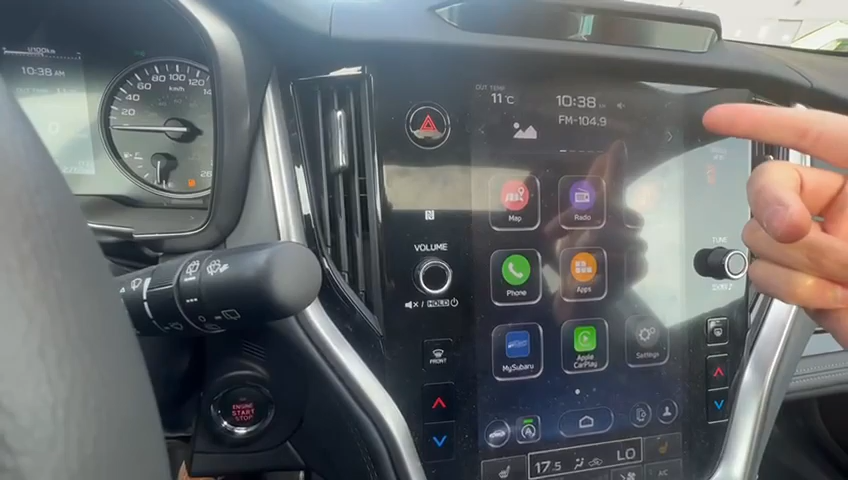 10:38 AM
20
40
60
80
100
120
km/h
OUT TEMP
11°C
10:38
FM-104.9
Map
Radio
VOLUME
HOLD
Phone
Apps
TUNE
MySubaru
Apple
CarPlay
Settings
FRONT
ENGINE
START
STOP
17.5
LO
A/C